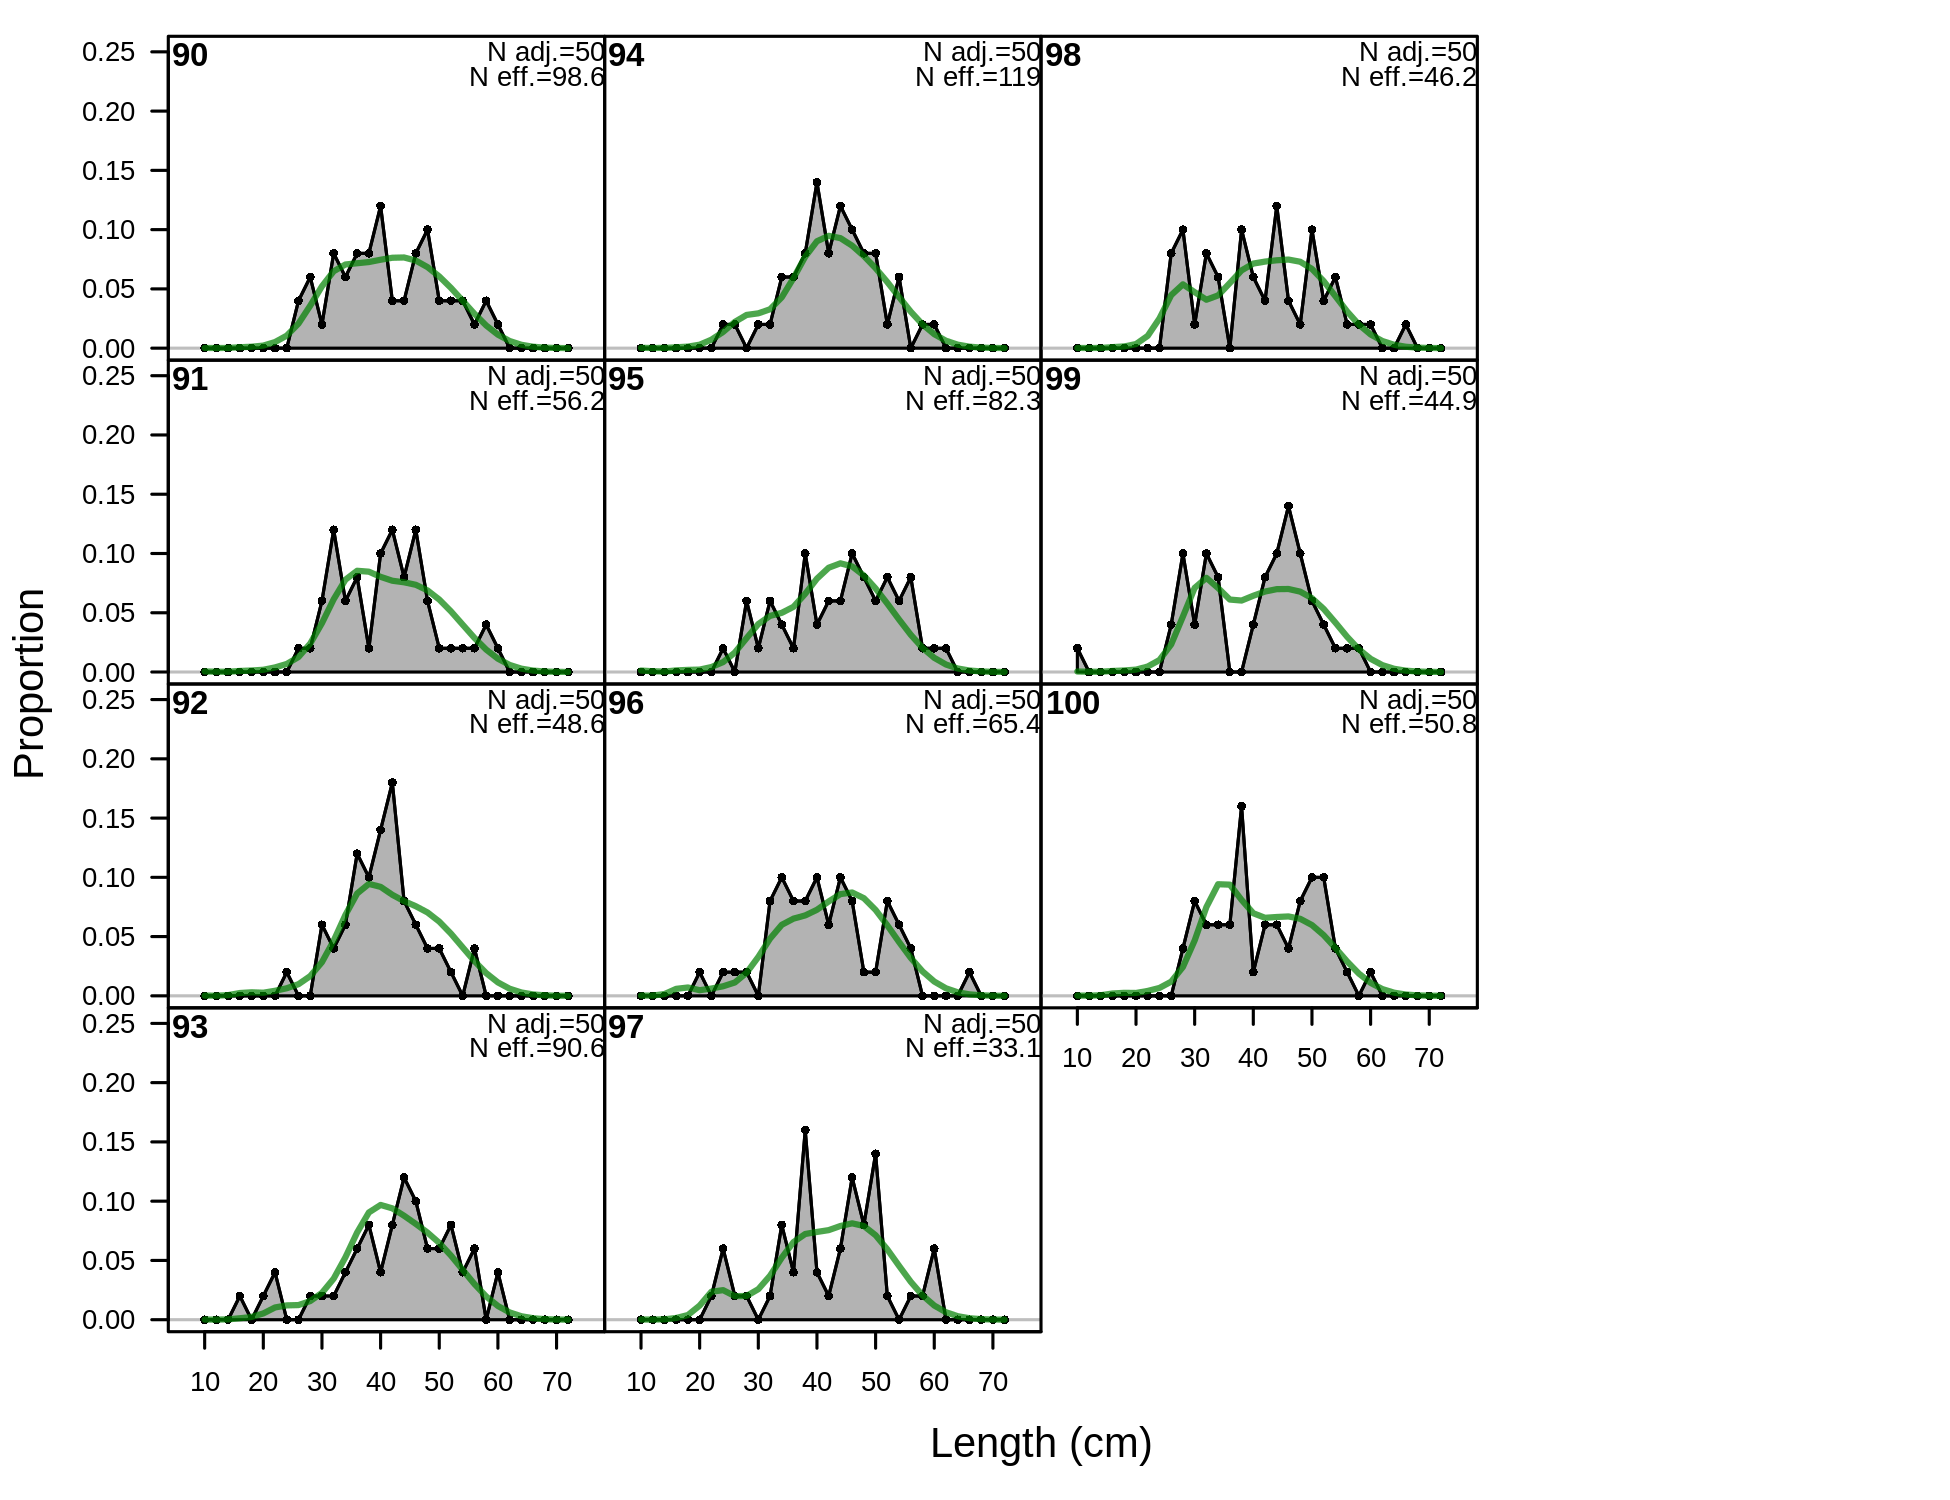 Proportion
0.25
0.20
0.15
0.10
0.05
0.00
90
N adj.=50
N eff.=98.6
94
N adj.=50
N eff.=119
98
N adj.=50
N eff.=46.2
0.25
0.20
0.15
0.10
0.05
0.00
91
N adj.=50
N eff.=56.2
95
N adj.=50
N eff.=82.3
99
N adj.=50
N eff.=44.9
0.25
0.20
0.15
0.10
0.05
0.00
92
N adj.=50
N eff.=48.6
96
N adj.=50
N eff.=65.4
100
N adj.=50
N eff.=50.8
10 20 30 40 50 60 70
0.25
0.20
0.15
0.10
0.05
0.00
93
N adj.=50
N eff.=90.6
97
N adj.=50
N eff.=33.1
10 20 30 40 50 60 70
10 20 30 40 50 60 70
Length (cm)